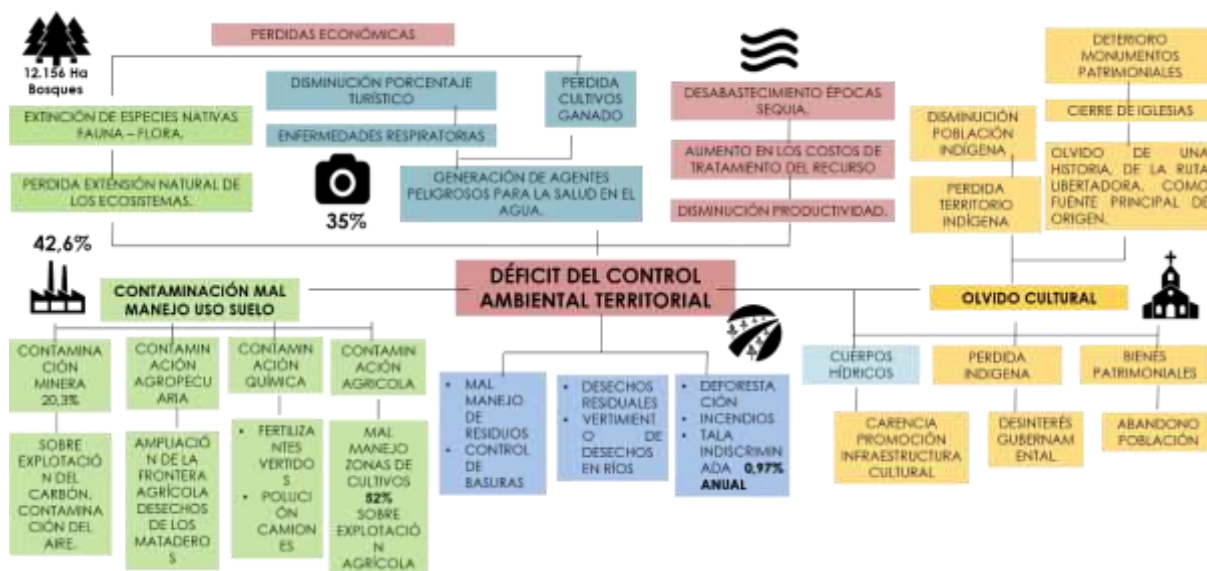 PERDIDAS ECONÓMICAS
12.156 Ha
Bosques
EXTINCIÓN DE ESPECIES NATIVAS
FAUNA – FLORA.
PERDIDA EXTENSIÓN NATURAL DE
LOS ECOSISTEMAS.
DISMINUCIÓN PORCENTAJE
TURÍSTICO
ENFERMEDADES RESPIRATORIAS
PERDIDA
CULTIVOS
GANADO
35%
GENERACIÓN DE AGENTES
PELIGROSOS PARA LA SALUD EN EL
AGUA.
DESABASTECIMIENTO ÉPOCAS
SEQUIA.
AUMENTO EN LOS COSTOS DE
TRATAMIENTO DEL RECURSO
DISMINUCIÓN PRODUCTIVIDAD.
DISMINUCIÓN
POBLACIÓN
INDÍGENA
PERDIDA
TERRITORIO
INDÍGENA
DETERIORO
MONUMENTOS
PATRIMONIALES
CIERRE DE IGLESIAS
OLVIDO DE UNA
HISTORIA, DE LA RUTA
LIBERTADORA, COMO
FUENTE PRINCIPAL DE
ORIGEN.
42,6%
CONTAMINACIÓN MAL
MANEJO USO SUELO
DÉFICIT DEL CONTROL
AMBIENTAL TERRITORIAL
OLVIDO CULTURAL
CONTAMINA
CIÓN
MINERA
20,3%
CONTAMIN
ACIÓN
AGROPECU
ARIA
CONTAMIN
ACIÓN
QUÍMICA
CONTAMIN
ACIÓN
AGRICOLA
SOBRE
EXPLOTACIÓ
N DEL
CARBÓN.
CONTAMINA
CIÓN DEL
AIRE.
AMPLIACIÓ
N DE LA
FRONTERA
AGRÍCOLA
DESECHOS
DE LOS
MATADERO
S
• FERTILIZA
NTES
VERTIDO
S
• POLUCI
ÓN
CAMION
ES
MAL
MANEJO
ZONAS DE
CULTIVOS
52%
SOBRE
EXPLOTACIÓ
N
AGRÍCOLA
• MAL
MANEJO
DE
RESIDUOS
• CONTROL
DE
BASURAS
• DESECHOS
RESIDUALES
• VERTIMIENT
O DE
DESECHOS
EN RÍOS
• DEFORESTA
CIÓN
• INCENDIOS
• TALA
INDISCRIMIN
ADA 0,97%
ANUAL
CUERPOS
HÍDRICOS
PERDIDA
INDIGENA
BIENES
PATRIMONIALES
CARENCIA
PROMOCIÓN
INFRAESTRUCTURA
CULTURAL
DESINTERÉS
GUBERNAM
ENTAL
ABANDONO
POBLACIÓN